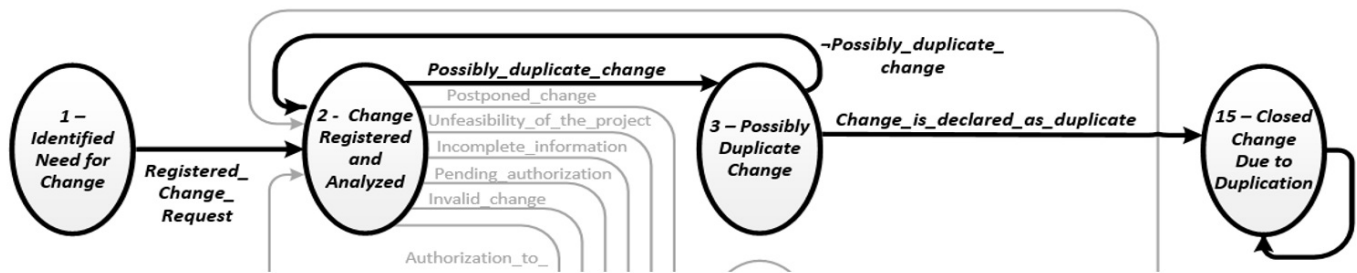 1 –
Identified
Need for
Change
Registered_
Change_
Request
2 - Change
Registered
and
Analyzed
Possibly_duplicate_change
Postponed_change
Unfeasibility_of_the_project
Incomplete_information
Pending_authorization
Invalid_change
Authorization_to_
¬Possibly_duplicate_
change
3 – Possibly
Duplicate
Change
Change_is_declared_as_duplicate
15 – Closed
Change
Due to
Duplication